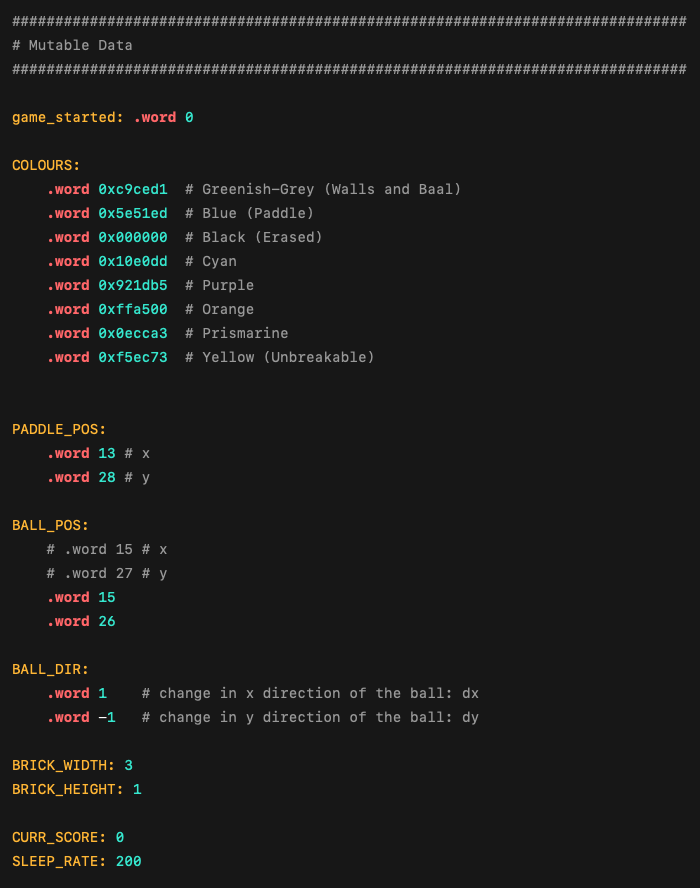 ##############################################################################
# Mutable Data
##############################################################################
game_started: .word 0
COLOURS:
.word 0xc9ced1 # Greenish-Grey (Walls and Baal)
.word 0x5e51ed # Blue (Paddle)
.word 0x000000 # Black (Erased)
.word 0x10e0dd # Cyan
.word 0x921db5 # Purple
.word 0xffa500 # Orange
.word 0x0ecca3 # Prismarine
.word 0xf5ec73 # Yellow (Unbreakable)
PADDLE_POS:
.word 13 # x
.word 28 # y
BALL_POS:
# .word 15 # x
# .word 27 # y
.word 15
.word 26
BALL_DIR:
.word 1 # change in x direction of the ball: dx
.word -1 # change in y direction of the ball: dy
BRICK_WIDTH: 3
BRICK_HEIGHT: 1
CURR_SCORE: 0
SLEEP_RATE: 200